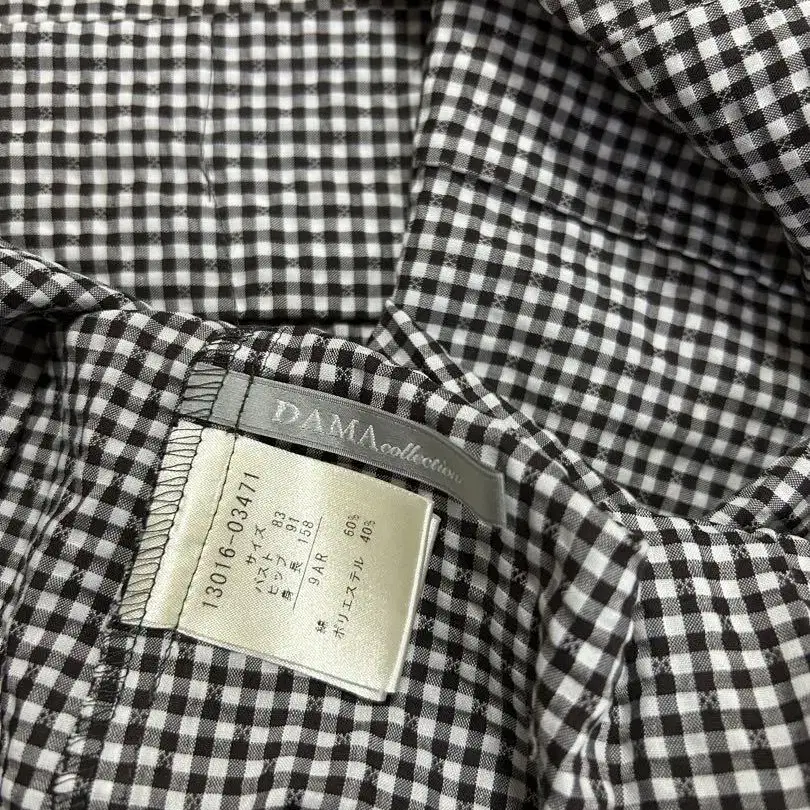 DAMA collection
13016-03471
サイズ
バスト 83
ヒップ 91
身長 158
9AR
綿 60%
ポリエステル 40%